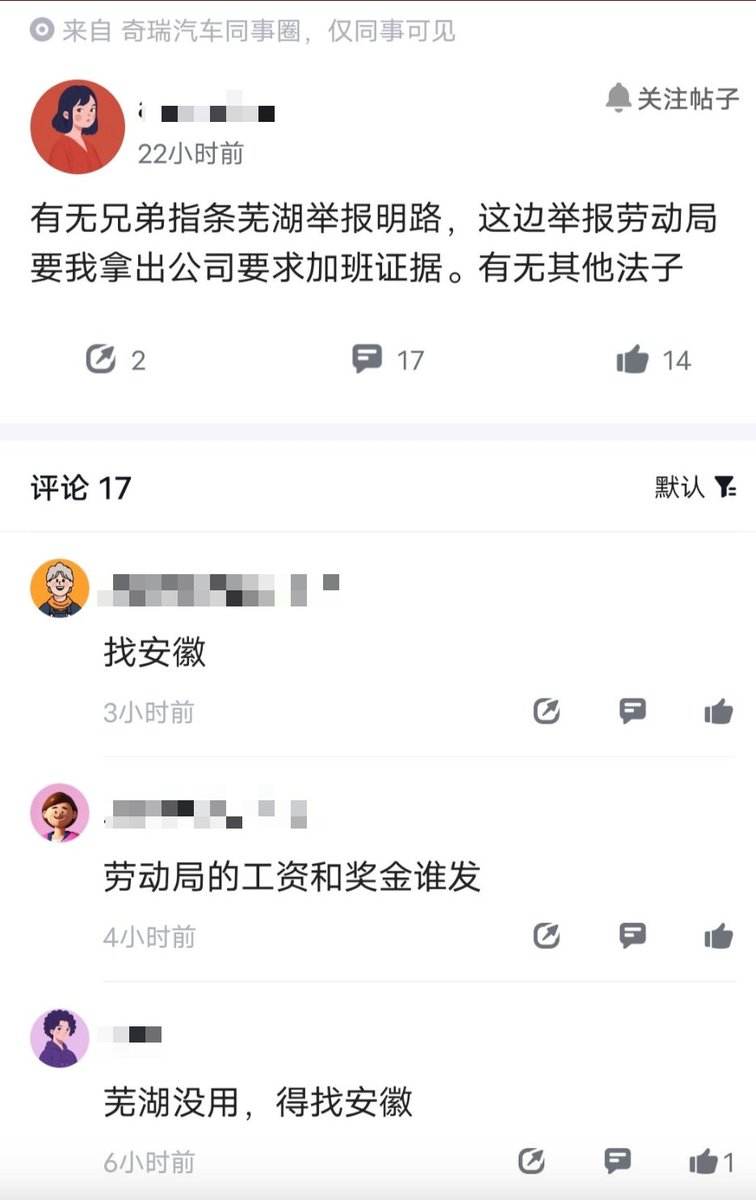 来自 奇瑞汽车同事圈，仅同事可见
关注帖子
22小时前
有无兄弟指条芜湖举报明路，这边举报劳动局
要我拿出公司要求加班证据。有无其他法子
2
17
14
评论 17
默认
找安徽
3小时前
劳动局的工资和奖金谁发
4小时前
芜湖没用，得找安徽
6小时前
1